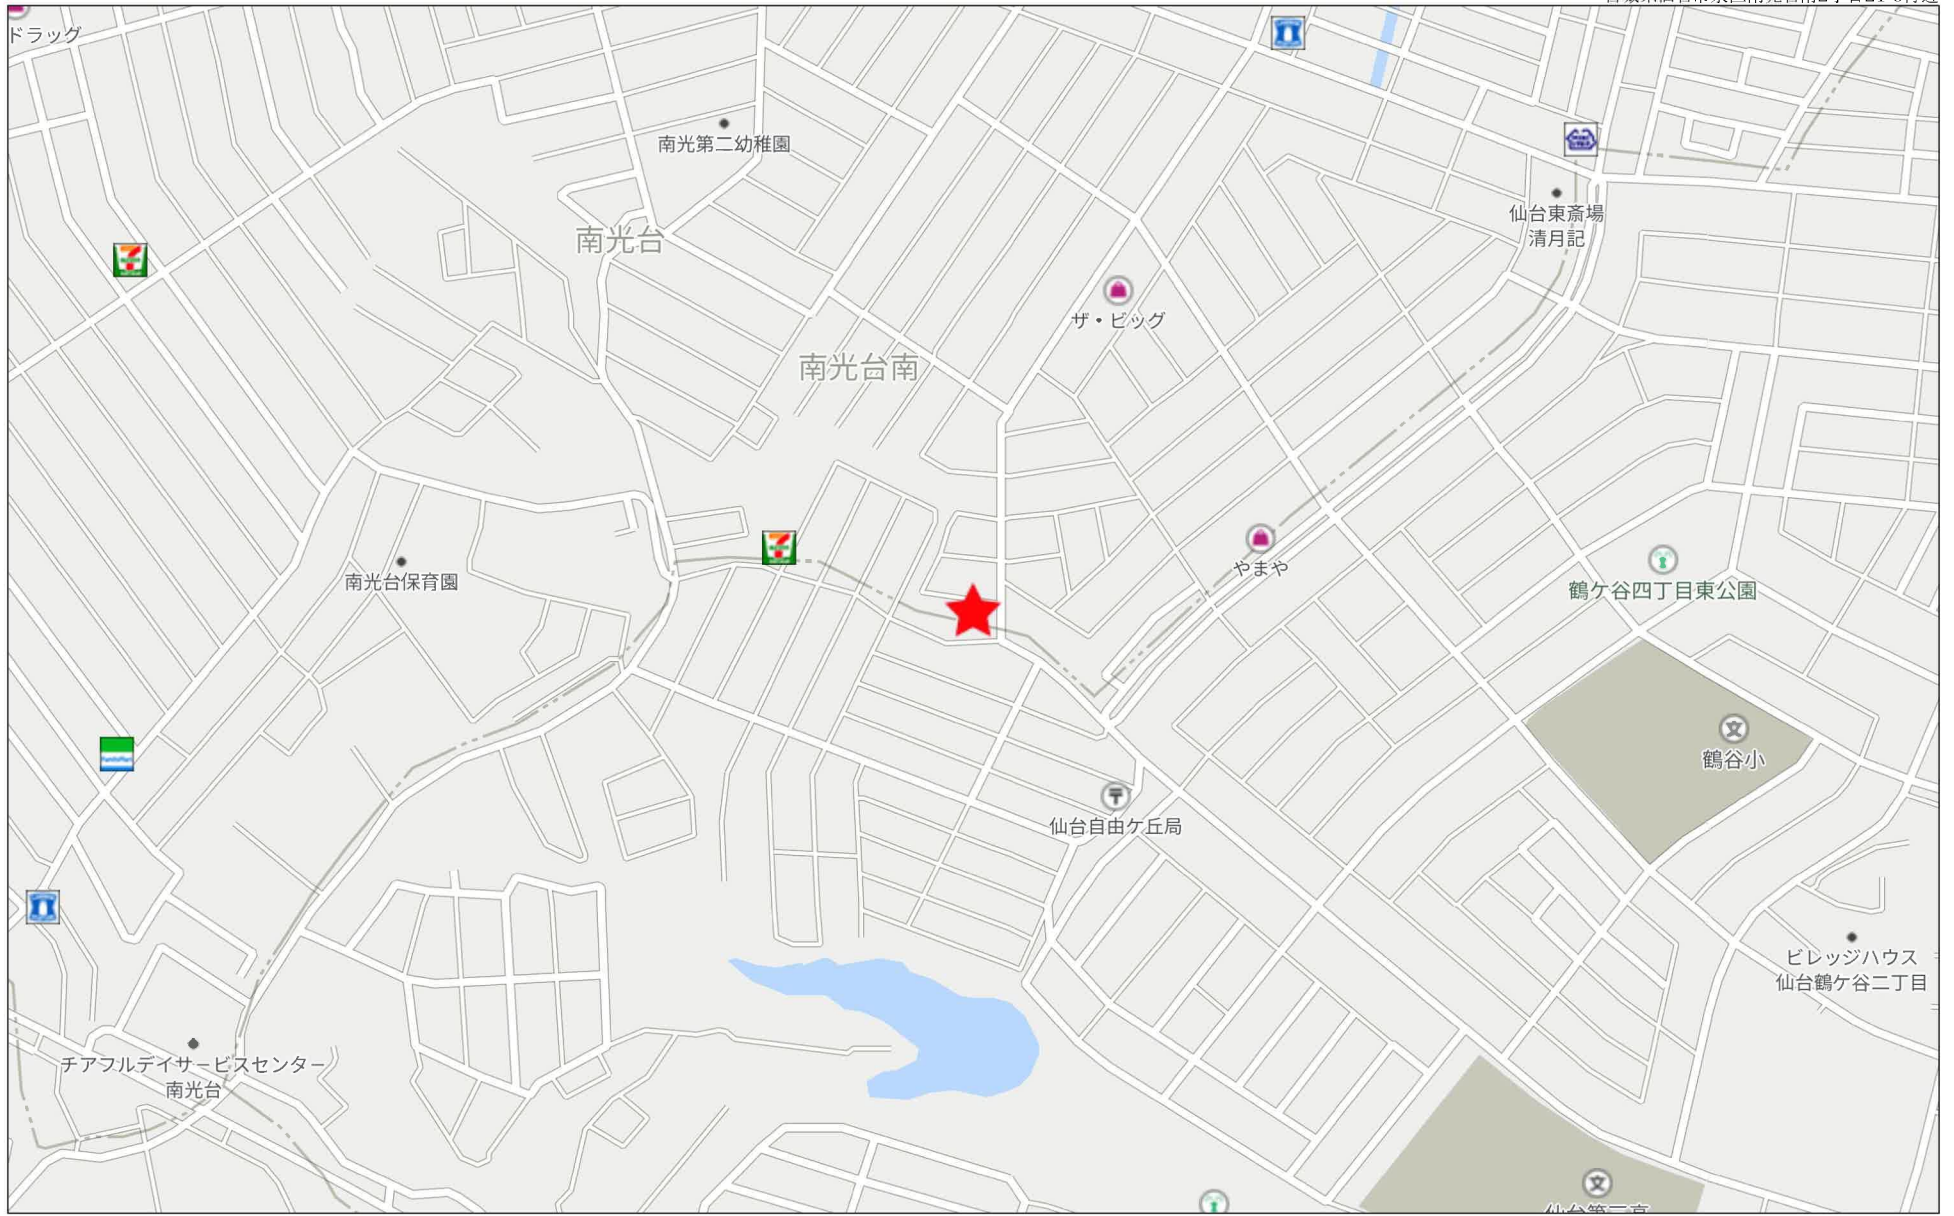 ドラッグ
南光第二幼稚園
仙台東斎場
清月記
南光台
ザ・ビッグ
南光台南
南光台保育園
やまや
鶴ケ谷四丁目東公園
鶴谷小
仙台自由ケ丘局
ビレッジハウス
仙台鶴ケ谷二丁目
チアフルデイサービスセンター
南光台